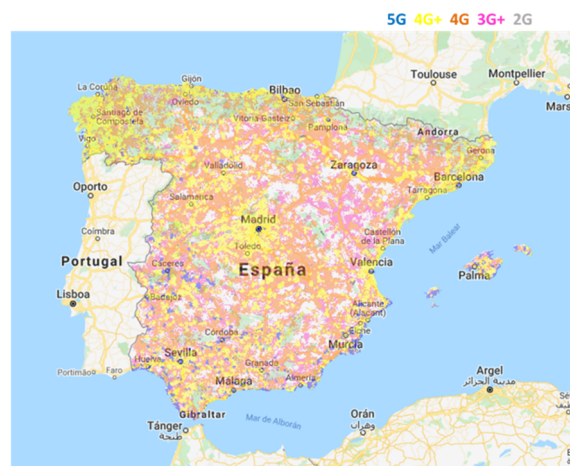 5G 4G+ 4G 3G+ 2G
Toulouse
Montpellier
Mars
Gijón
La Coruña
Oviedo
Bilbao
San Sebastián
Santiago de
Compostela
Vitoria-Gasteiz
Pamplona
Andorra
Vigo
Gerona
Valladolid
Zaragoza
Barcelona
Oporto
Salamanca
Tarragona
Madrid
Coímbra
Castellón
de la Plana
Mar Balear
Toledo
Portugal
Cáceres
España
Valencia
Palma
Lisboa
Badajoz
Alicante
(Alacant)
Elche
Córdoba
Murcia
Sevilla
Huelva
Granada
Portimão
Faro
Málaga
Almería
Argel
مدينة الجزائر
Gibraltar
Mar de Alborán
Tánger
طنجة
Orán
وهران